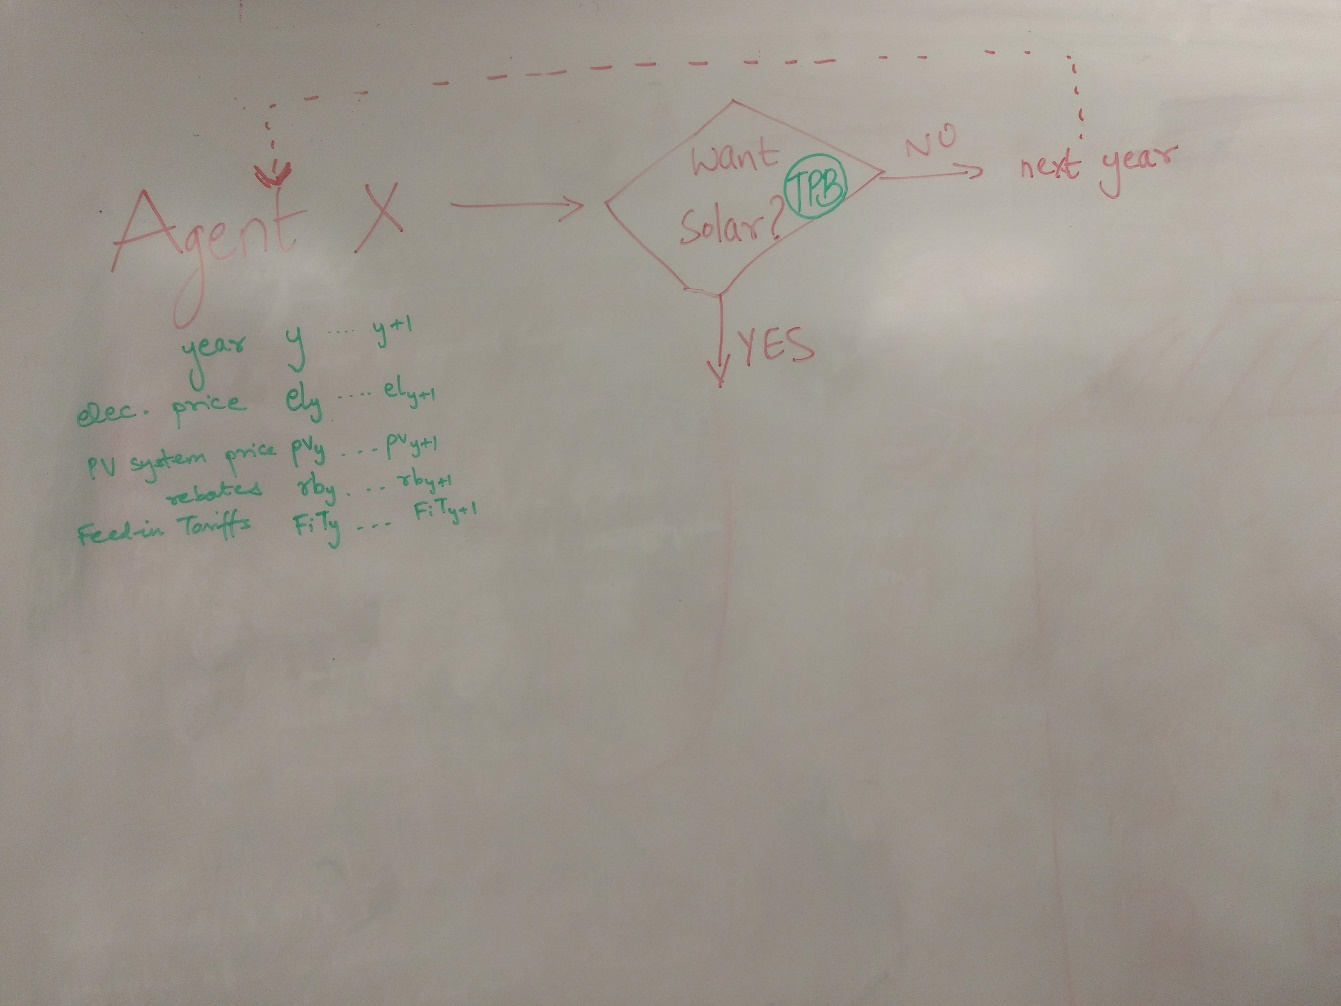 NO
want
TPB
next year
Agent X
Solar?
year y .... y+1
YES
elec. price ely .... ely+1
PV system price pvy ... pvy+1
rebates rby ... rby+1
Feed-in Tariffs FiTy ... FiTy+1